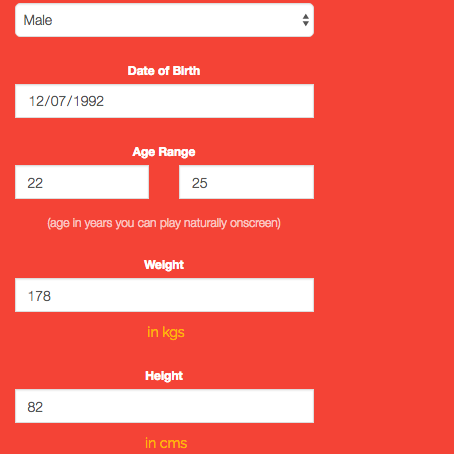 Male
Date of Birth
12/07/1992
Age Range
22 25
(age in years you can play naturally onscreen)
Weight
178
in kgs
Height
82
in cms